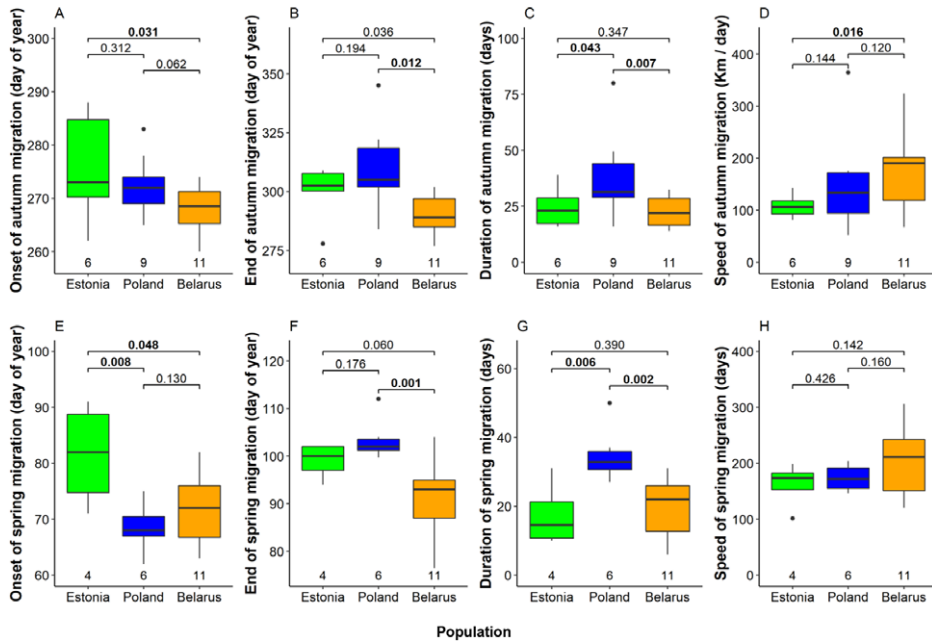 A
Onset of autumn migration (day of year)
300
290
280
270
260
0.031
0.312
0.062
6
9
11
Estonia
Poland
Belarus
B
End of autumn migration (day of year)
350
325
300
275
0.036
0.194
0.012
6
9
11
Estonia
Poland
Belarus
C
Duration of autumn migration (days)
100
75
50
25
0
0.347
0.043
0.007
6
9
11
Estonia
Poland
Belarus
D
Speed of autumn migration (Km / day)
400
300
200
100
0
0.016
0.120
0.144
6
9
11
Estonia
Poland
Belarus
E
Onset of spring migration (day of year)
100
90
80
70
60
0.048
0.008
0.130
4
6
11
Estonia
Poland
Belarus
F
End of spring migration (day of year)
120
110
100
90
80
0.060
0.176
0.001
4
6
11
Estonia
Poland
Belarus
G
Duration of spring migration (days)
60
40
20
0
0.390
0.006
0.002
4
6
11
Estonia
Poland
Belarus
H
Speed of spring migration (days)
400
300
200
100
0
0.142
0.160
0.426
4
6
11
Estonia
Poland
Belarus
Population